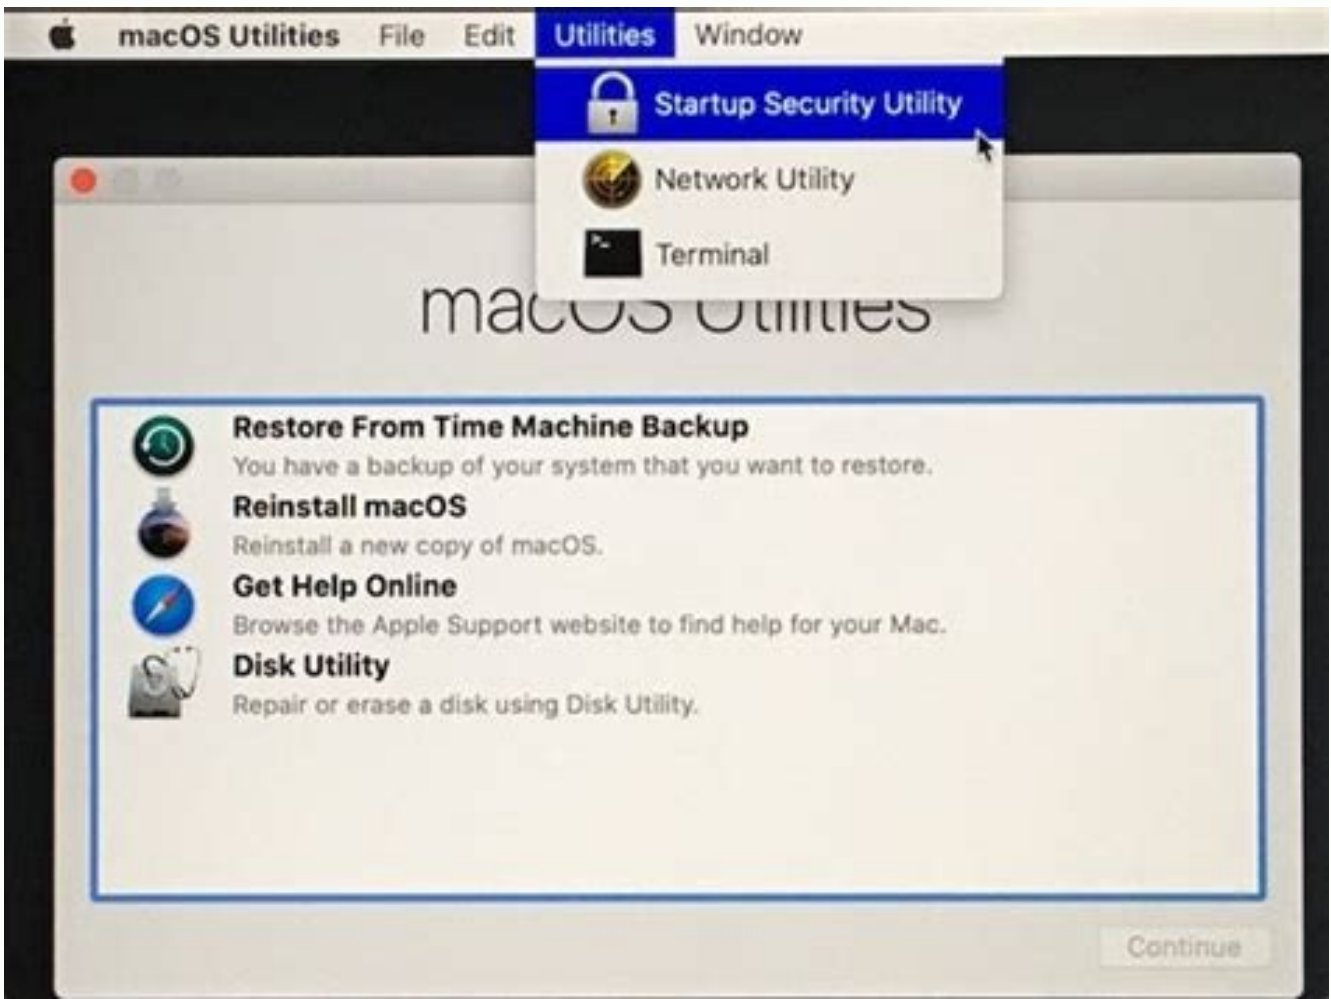 macOS Utilities File Edit Utilities Window
Startup Security Utility
Network Utility
Terminal
macOS Utilities
Restore From Time Machine Backup
You have a backup of your system that you want to restore.
Reinstall macOS
Reinstall a new copy of macOS.
Get Help Online
Browse the Apple Support website to find help for your Mac.
Disk Utility
Repair or erase a disk using Disk Utility.
Continue